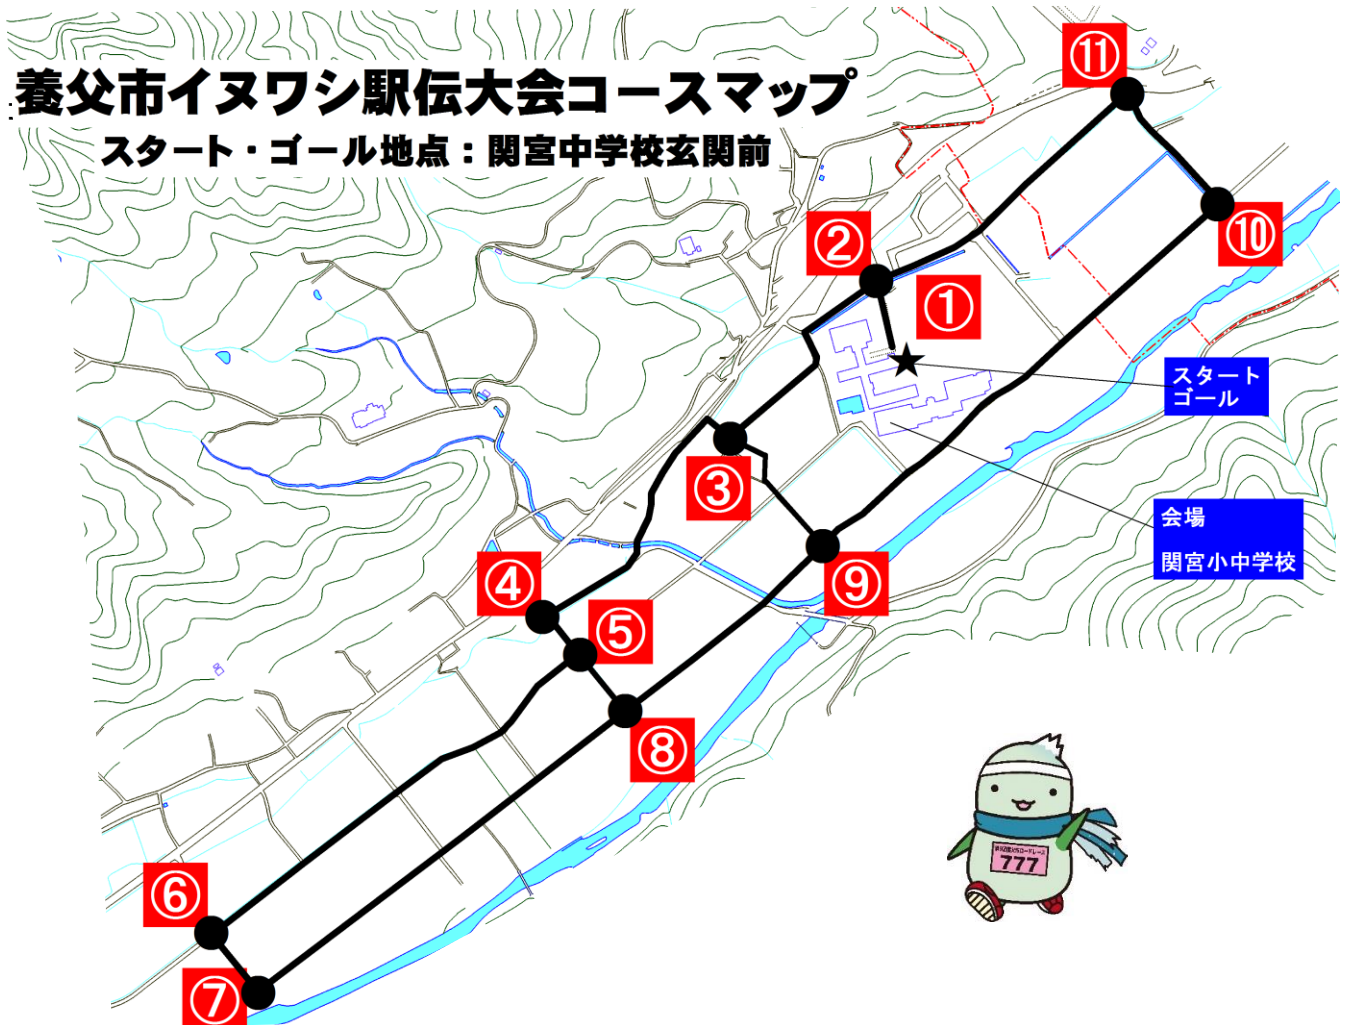 養父市イヌワシ駅伝大会コースマップ
スタート・ゴール地点:関宮中学校玄関前
⑪
②
⑩
①
スタート
ゴール
③
会場
関宮小中学校
④
⑨
⑤
⑧
⑥
⑦
777